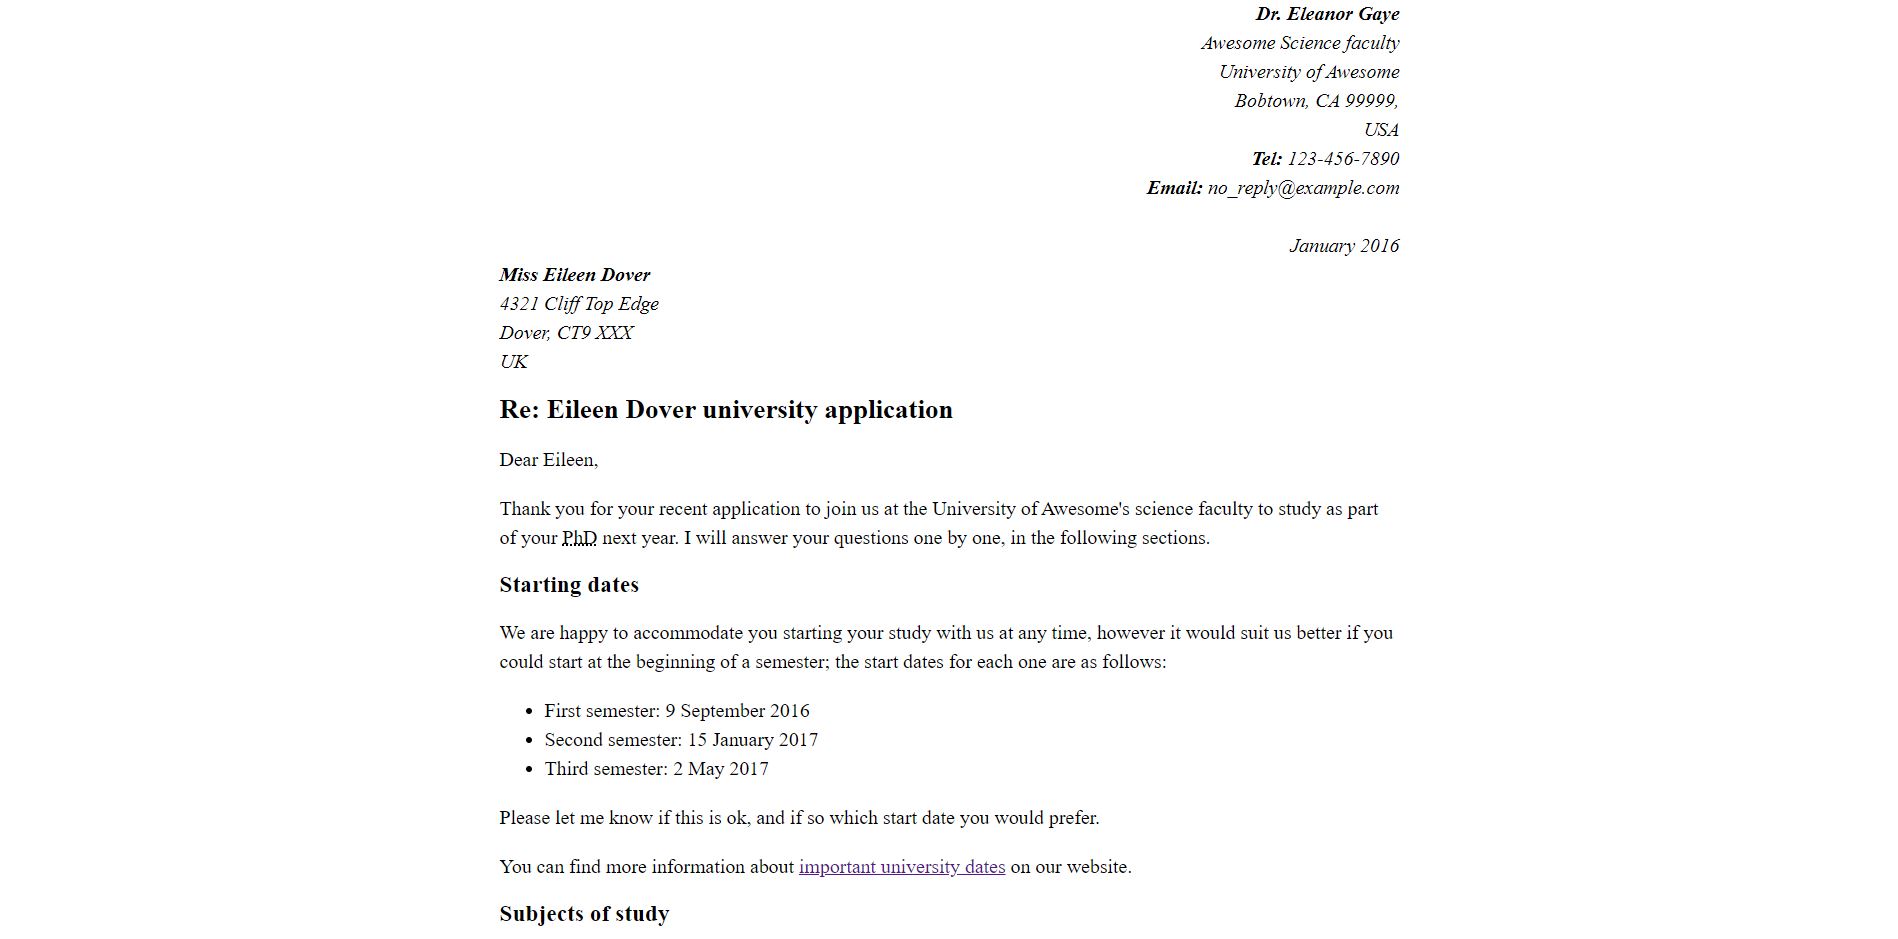 Dr. Eleanor Gaye
Awesome Science faculty
University of Awesome
Bobtown, CA 99999,
USA
Tel: 123-456-7890
Email: no_reply@example.com
January 2016
Miss Eileen Dover
4321 Cliff Top Edge
Dover, CT9 XXX
UK
Re: Eileen Dover university application
Dear Eileen,
Thank you for your recent application to join us at the University of Awesome's science faculty to study as part
of your PhD next year. I will answer your questions one by one, in the following sections.
Starting dates
We are happy to accommodate you starting your study with us at any time, however it would suit us better if you
could start at the beginning of a semester; the start dates for each one are as follows:
• First semester: 9 September 2016
• Second semester: 15 January 2017
• Third semester: 2 May 2017
Please let me know if this is ok, and if so which start date you would prefer.
You can find more information about important university dates on our website.
Subjects of study